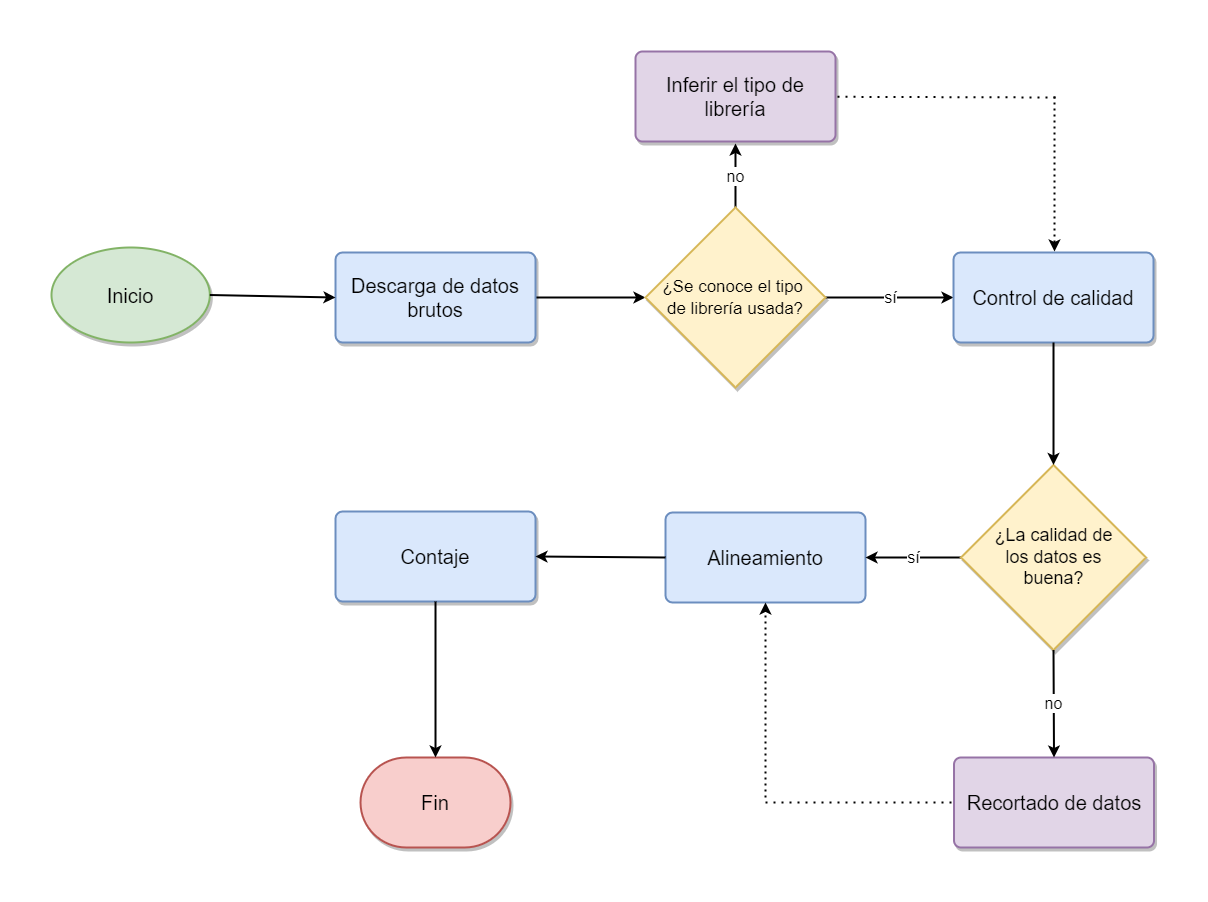 Inferir el tipo de
librería
no
Inicio
Descarga de datos
brutos
¿Se conoce el tipo
de librería usada?
sí
Control de calidad
Contaje
Alineamiento
sí
¿La calidad de
los datos es
buena?
no
Fin
Recortado de datos